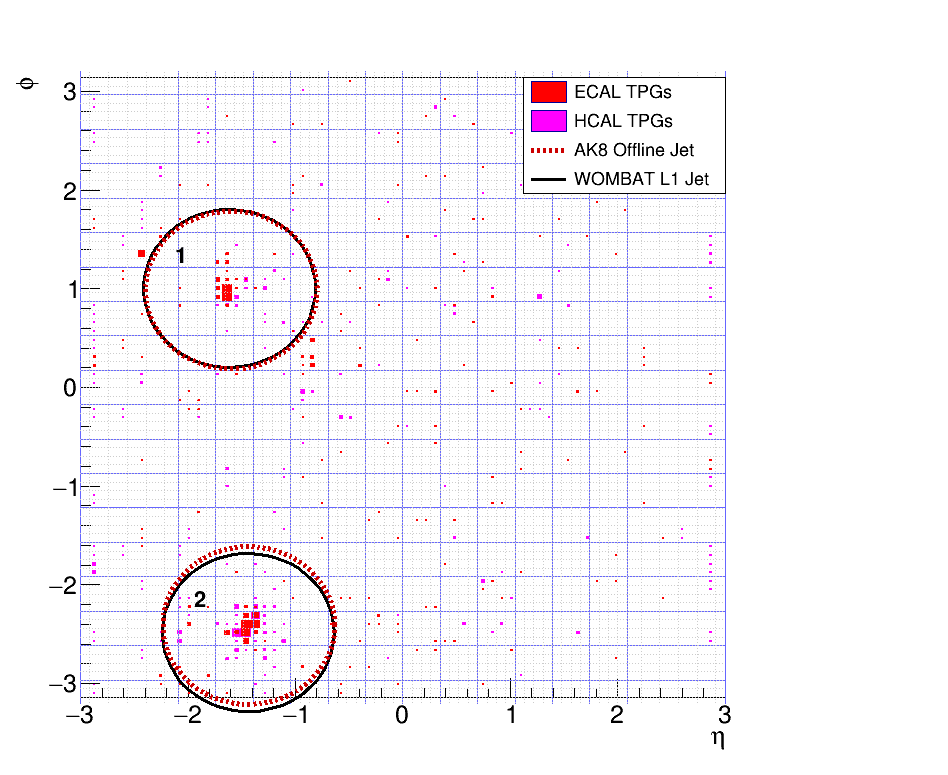 ϕ
3
2
1
0
−1
−2
−3
ECAL TPGs
HCAL TPGs
AK8 Offline Jet
WOMBAT L1 Jet
1
2
−3 −2 −1 0 1 2 3
η